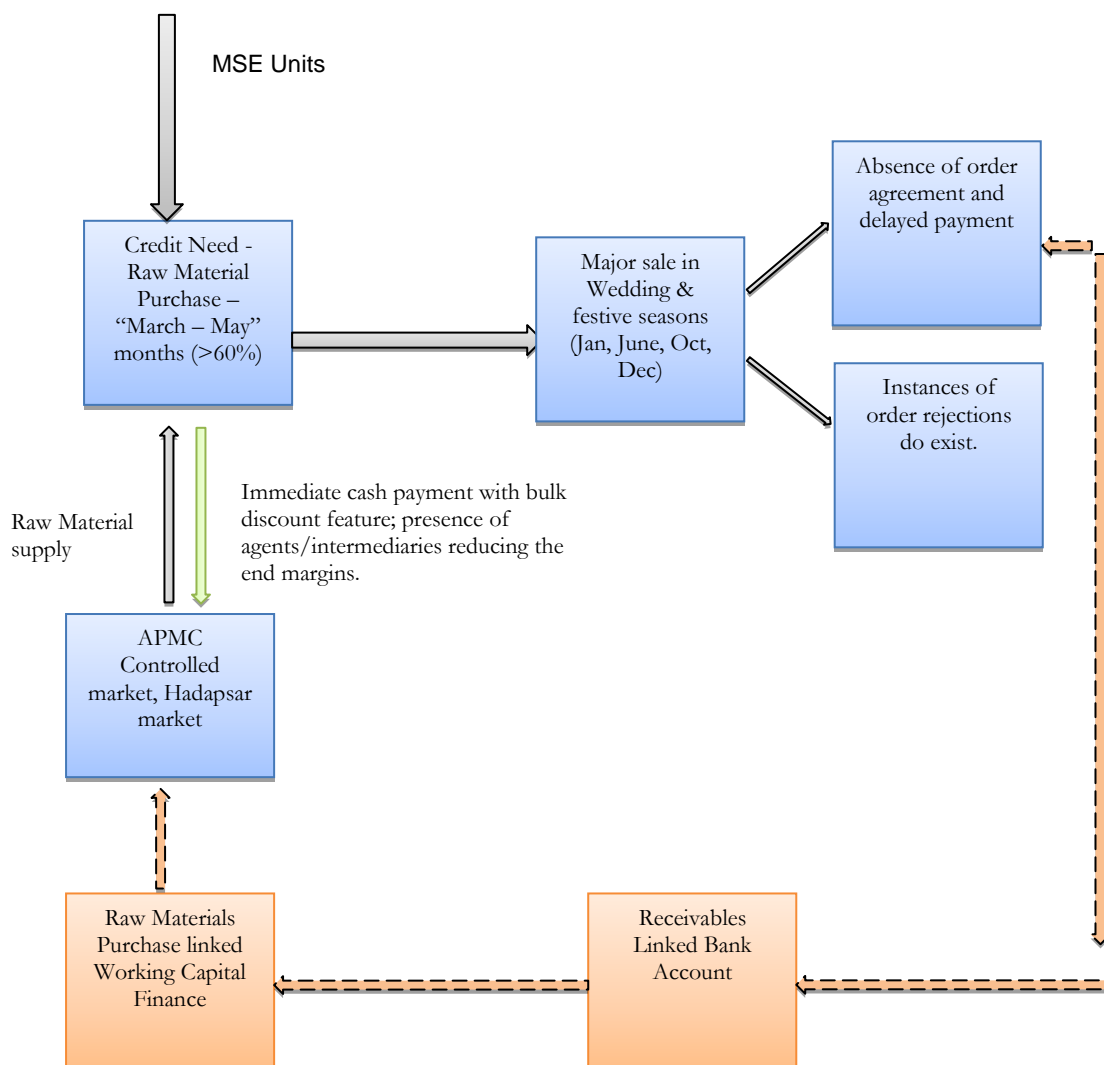 MSE Units
Credit Need -
Raw Material
Purchase –
“March – May”
months (>60%)
Major sale in
Wedding &
festive seasons
(Jan, June, Oct,
Dec)
Absence of order
agreement and
delayed payment
Instances of
order rejections
do exist.
Raw Material
supply
Immediate cash payment with bulk
discount feature; presence of
agents/intermediaries reducing the
end margins.
APMC
Controlled
market, Hadapsar
market
Raw Materials
Purchase linked
Working Capital
Finance
Receivables
Linked Bank
Account